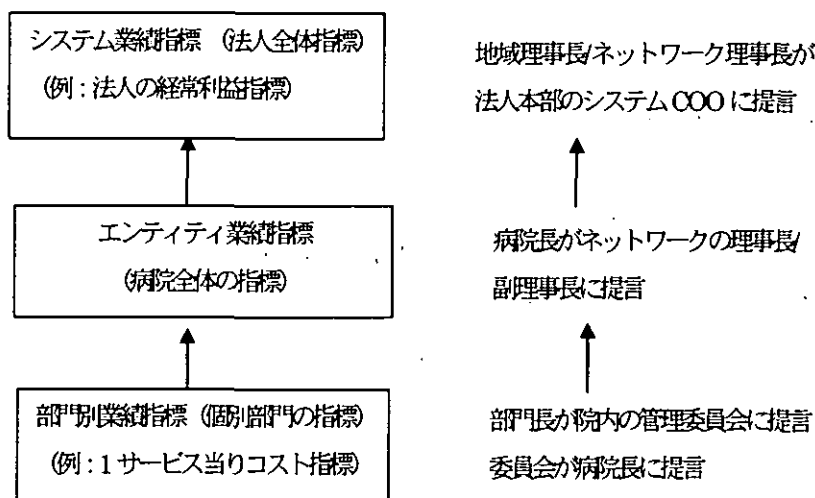 システム業績指標 (法人全体指標)
(例：法人の経常利益指標)
地域理事長/ネットワーク理事長が
法人本部のシステムCOOに提言
エンティティ業績指標
(病院全体の指標)
病院長がネットワークの理事長/
副理事長に提言
部門別業績指標 (個別部門の指標)
(例：1サービス当りコスト指標)
部門長が院内の管理委員会に提言
委員会が病院長に提言